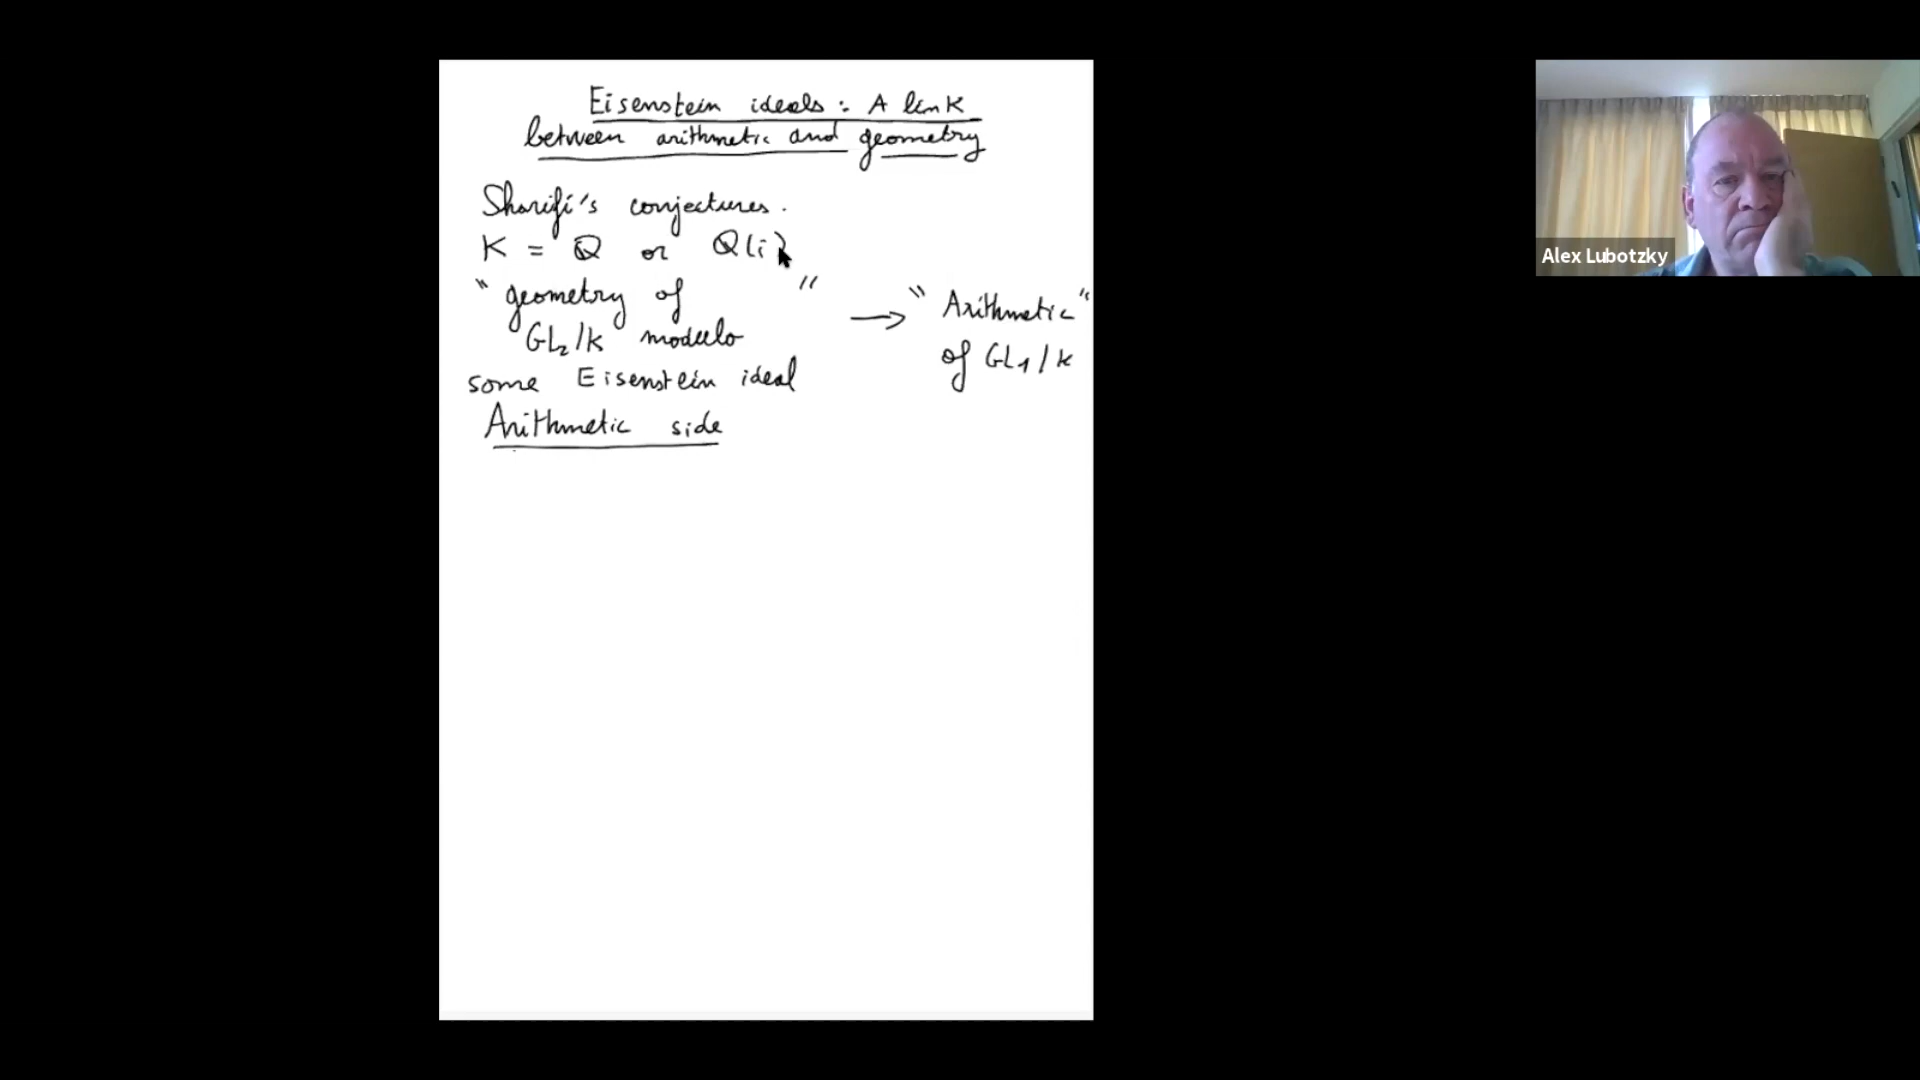 Eisenstein ideals : A link
between arithmetic and geometry
Sharifi's conjectures.
K = Q or Q(i)
"geometry of "
GL₂/K modulo
some Eisenstein ideal
→ "Arithmetic"
of GL₁/K
Arithmetic side
Alex Lubotzky